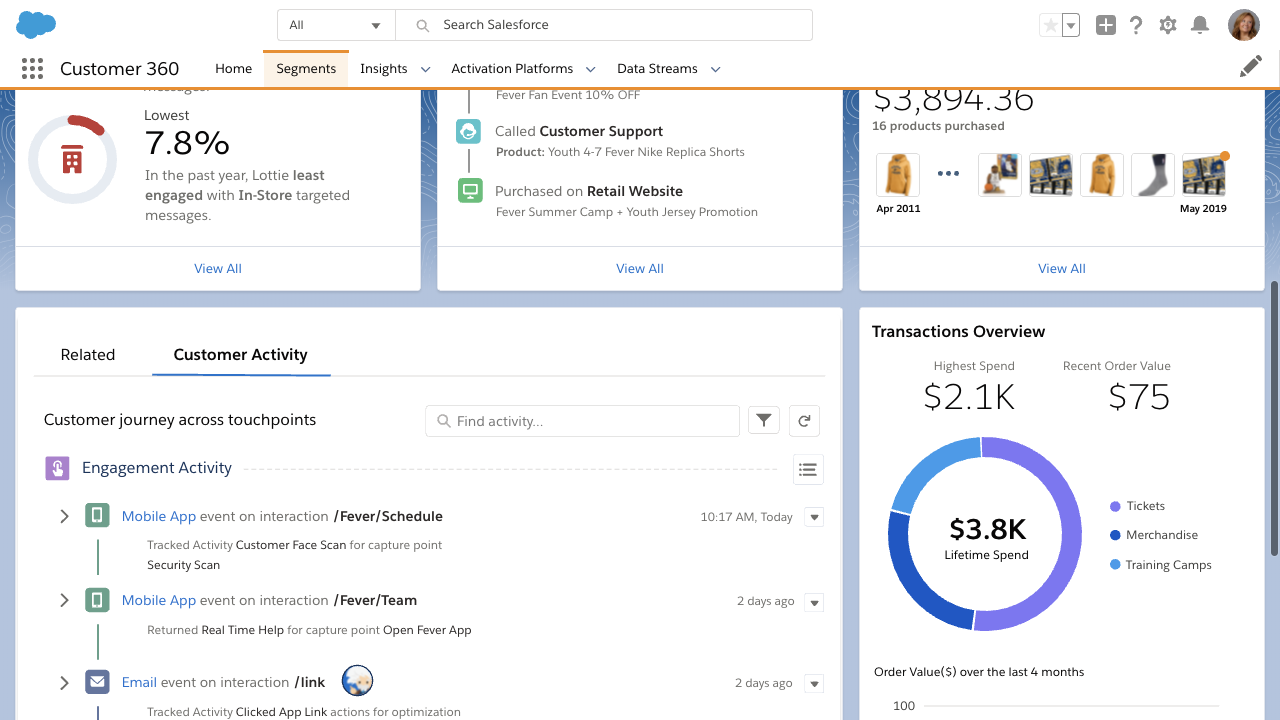 All
Search Salesforce
Customer 360
Home
Segments
Insights
Activation Platforms
Data Streams
messages.
Lowest
7.8%
In the past year, Lottie least
engaged with In-Store targeted
messages.
View All
Fever Fan Event 10% OFF
Called Customer Support
Product: Youth 4-7 Fever Nike Replica Shorts
Purchased on Retail Website
Fever Summer Camp + Youth Jersey Promotion
View All
$3,894.36
16 products purchased
Apr 2011
May 2019
View All
Related
Customer Activity
Customer journey across touchpoints
Find activity...
Engagement Activity
Mobile App event on interaction /Fever/Schedule
10:17 AM, Today
Tracked Activity Customer Face Scan for capture point
Security Scan
Mobile App event on interaction /Fever/Team
2 days ago
Returned Real Time Help for capture point Open Fever App
Email event on interaction /link
2 days ago
Tracked Activity Clicked App Link actions for optimization
Transactions Overview
Highest Spend
$2.1K
Recent Order Value
$75
$3.8K
Lifetime Spend
Tickets
Merchandise
Training Camps
Order Value($) over the last 4 months
100